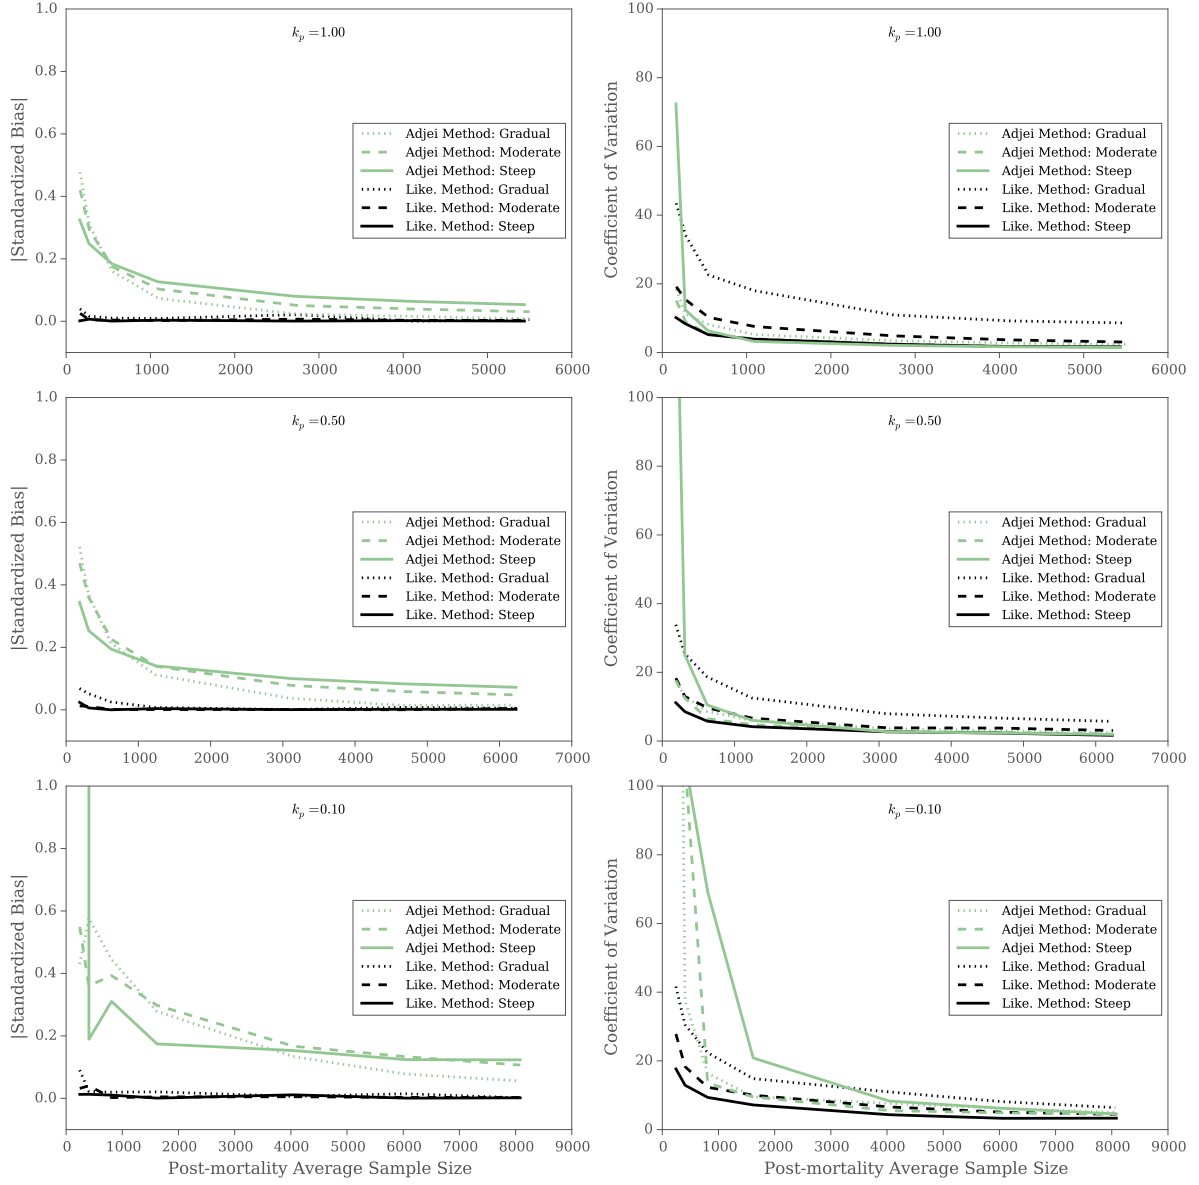 |Standardized Bias|
1.0
0.8
0.6
0.4
0.2
0.0
k_p =1.00
Adjei Method: Gradual
Adjei Method: Moderate
Adjei Method: Steep
Like. Method: Gradual
Like. Method: Moderate
Like. Method: Steep
0 1000 2000 3000 4000 5000 6000
Coefficient of Variation
100
80
60
40
20
0
k_p =1.00
Adjei Method: Gradual
Adjei Method: Moderate
Adjei Method: Steep
Like. Method: Gradual
Like. Method: Moderate
Like. Method: Steep
0 1000 2000 3000 4000 5000 6000
|Standardized Bias|
1.0
0.8
0.6
0.4
0.2
0.0
k_p =0.50
Adjei Method: Gradual
Adjei Method: Moderate
Adjei Method: Steep
Like. Method: Gradual
Like. Method: Moderate
Like. Method: Steep
0 1000 2000 3000 4000 5000 6000 7000
Coefficient of Variation
100
80
60
40
20
0
k_p =0.50
Adjei Method: Gradual
Adjei Method: Moderate
Adjei Method: Steep
Like. Method: Gradual
Like. Method: Moderate
Like. Method: Steep
0 1000 2000 3000 4000 5000 6000 7000
|Standardized Bias|
1.0
0.8
0.6
0.4
0.2
0.0
k_p =0.10
Adjei Method: Gradual
Adjei Method: Moderate
Adjei Method: Steep
Like. Method: Gradual
Like. Method: Moderate
Like. Method: Steep
0 1000 2000 3000 4000 5000 6000 7000 8000 9000
Post-mortality Average Sample Size
Coefficient of Variation
100
80
60
40
20
0
k_p =0.10
Adjei Method: Gradual
Adjei Method: Moderate
Adjei Method: Steep
Like. Method: Gradual
Like. Method: Moderate
Like. Method: Steep
0 1000 2000 3000 4000 5000 6000 7000 8000 9000
Post-mortality Average Sample Size